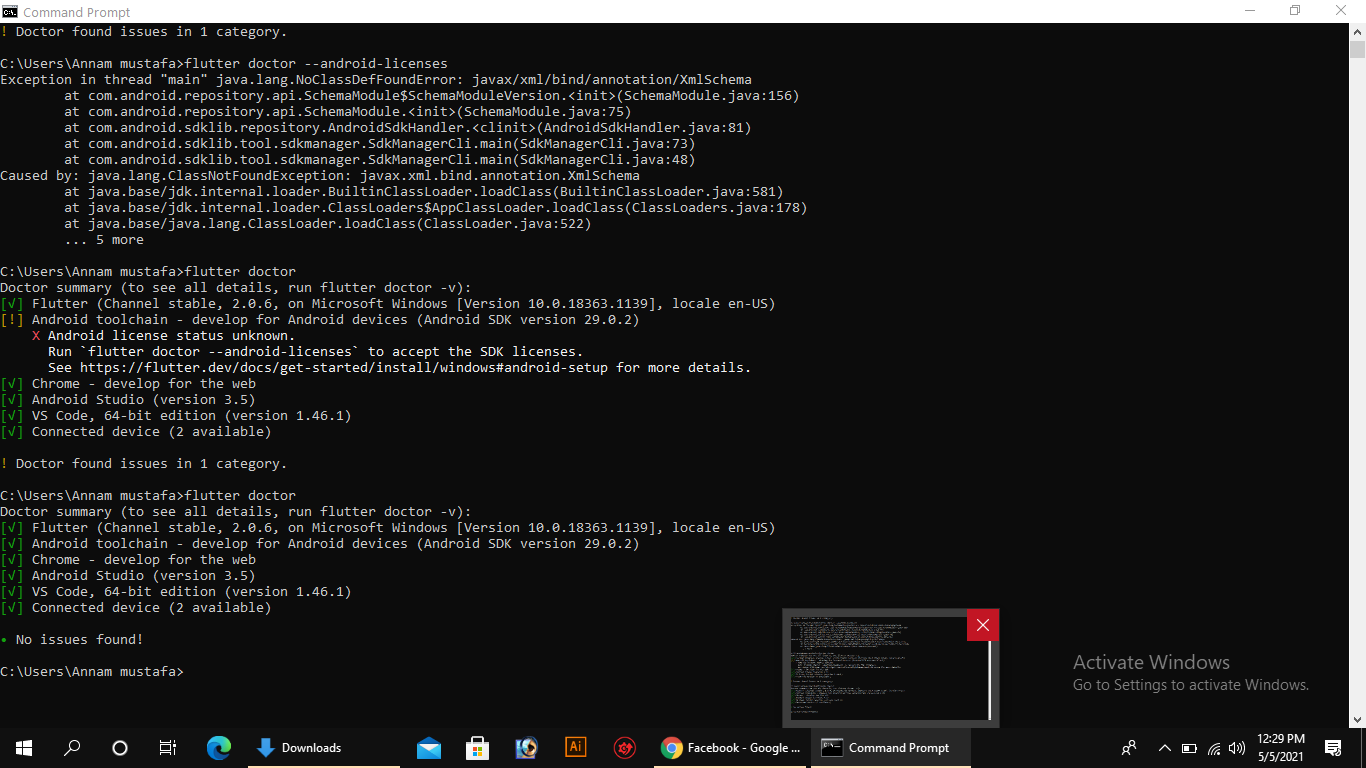 Command Prompt
! Doctor found issues in 1 category.
C:\Users\Annam mustafa>flutter doctor --android-licenses
Exception in thread "main" java.lang.NoClassDefFoundError: javax/xml/bind/annotation/XmlSchema
at com.android.repository.api.SchemaModule$SchemaModuleVersion.<init>(SchemaModule.java:156)
at com.android.repository.api.SchemaModule.<init>(SchemaModule.java:75)
at com.android.sdklib.repository.AndroidSdkHandler.<clinit>(AndroidSdkHandler.java:81)
at com.android.sdklib.tool.sdkmanager.SdkManagerCli.main(SdkManagerCli.java:73)
at com.android.sdklib.tool.sdkmanager.SdkManagerCli.main(SdkManagerCli.java:48)
Caused by: java.lang.ClassNotFoundException: javax.xml.bind.annotation.XmlSchema
at java.base/jdk.internal.loader.BuiltinClassLoader.loadClass(BuiltinClassLoader.java:581)
at java.base/jdk.internal.loader.ClassLoaders$AppClassLoader.loadClass(ClassLoaders.java:178)
at java.base/java.lang.ClassLoader.loadClass(ClassLoader.java:522)
... 5 more
C:\Users\Annam mustafa>flutter doctor
Doctor summary (to see all details, run flutter doctor -v):
[√] Flutter (Channel stable, 2.0.6, on Microsoft Windows [Version 10.0.18363.1139], locale en-US)
[!] Android toolchain - develop for Android devices (Android SDK version 29.0.2)
X Android license status unknown.
Run `flutter doctor --android-licenses` to accept the SDK licenses.
See https://flutter.dev/docs/get-started/install/windows#android-setup for more details.
[√] Chrome - develop for the web
[√] Android Studio (version 3.5)
[√] VS Code, 64-bit edition (version 1.46.1)
[√] Connected device (2 available)
! Doctor found issues in 1 category.
C:\Users\Annam mustafa>flutter doctor
Doctor summary (to see all details, run flutter doctor -v):
[√] Flutter (Channel stable, 2.0.6, on Microsoft Windows [Version 10.0.18363.1139], locale en-US)
[√] Android toolchain - develop for Android devices (Android SDK version 29.0.2)
[√] Chrome - develop for the web
[√] Android Studio (version 3.5)
[√] VS Code, 64-bit edition (version 1.46.1)
[√] Connected device (2 available)
• No issues found!
C:\Users\Annam mustafa>
Activate Windows
Go to Settings to activate Windows.
Downloads
Ai
Facebook - Google ...
Command Prompt
12:29 PM
5/5/2021